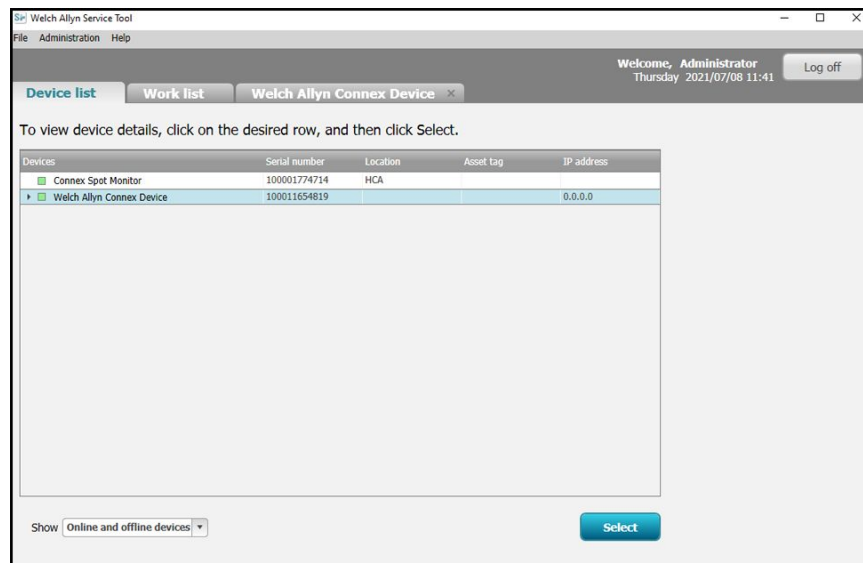 Welch Allyn Service Tool
File Administration Help
Welcome, Administrator
Thursday 2021/07/08 11:41
Log off
Device list Work list Welch Allyn Connex Device ×
To view device details, click on the desired row, and then click Select.
Devices Serial number Location Asset tag IP address
Connex Spot Monitor 100001774714 HCA
Welch Allyn Connex Device 100011654819 0.0.0.0
Show Online and offline devices Select